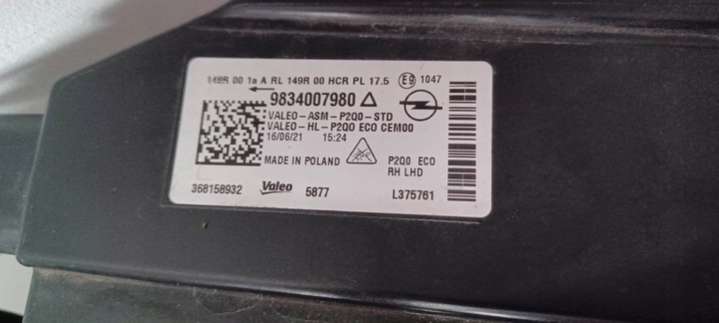 149R 00 1a A RL 149R 00 HCR PL 17.5 E9 1047
9834007980
VALEO-ASM-P2Q0-STD
VALEO-HL-P2Q0 ECO CEM00
16/06/21 15:24
MADE IN POLAND
P2Q0 ECO
RH LHD
368158932 Valeo 5877 L375761